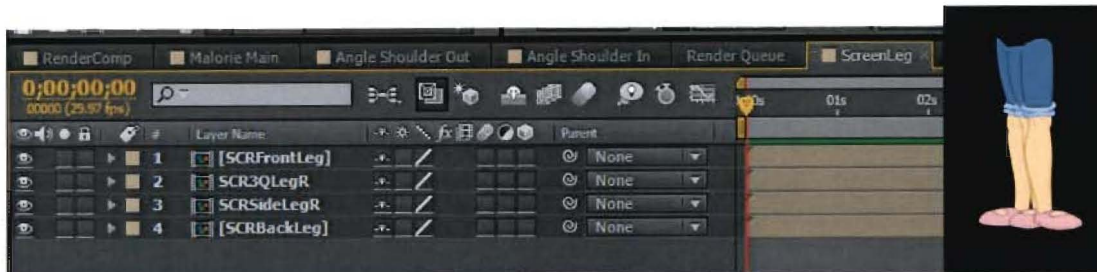 RenderComp Malorie Main Angle Shoulder Out Angle Shoulder In Render Queue ScreenLeg
0;00;00;00
00000 (29.97 fps)
01s 02s
# Layer Name fx Parent
1 [SCRFrontLeg] None
2 SCR3QLegR None
3 SCRSideLegR None
4 [SCRBackLeg] None